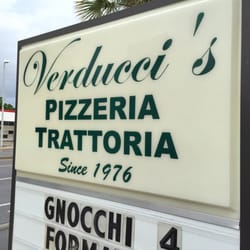 Verducci's
PIZZERIA
TRATTORIA
Since 1976
GNOCCHI 4